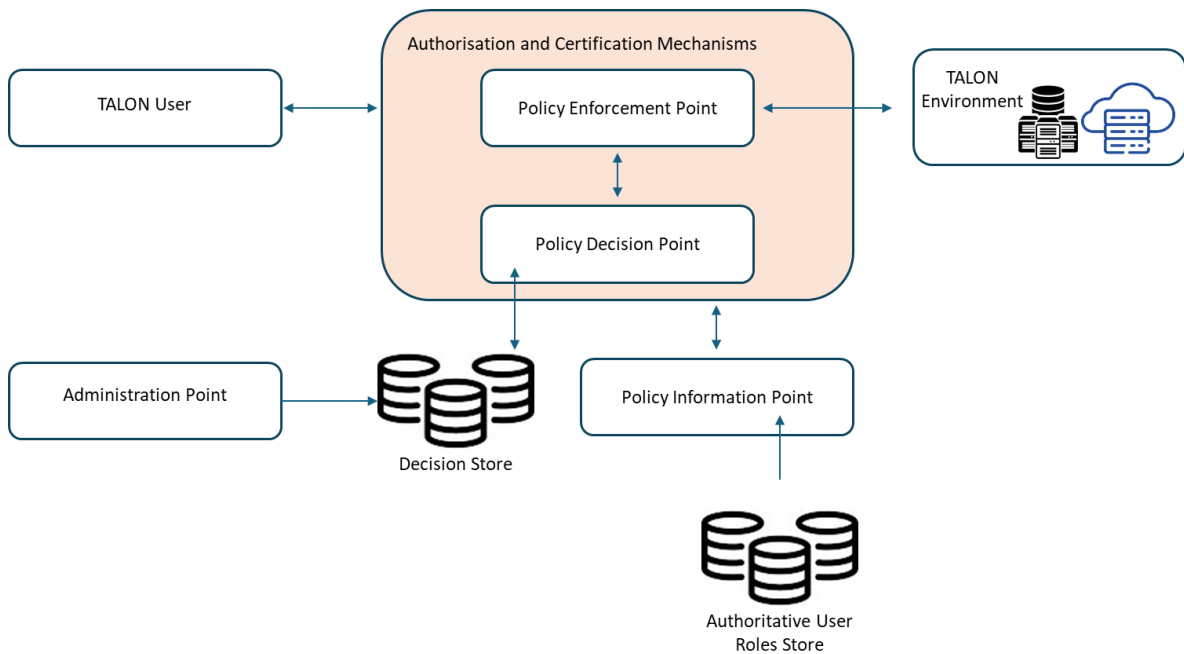 Authorisation and Certification Mechanisms
TALON User
Policy Enforcement Point
TALON
Environment
Policy Decision Point
Administration Point
Decision Store
Policy Information Point
Authoritative User
Roles Store